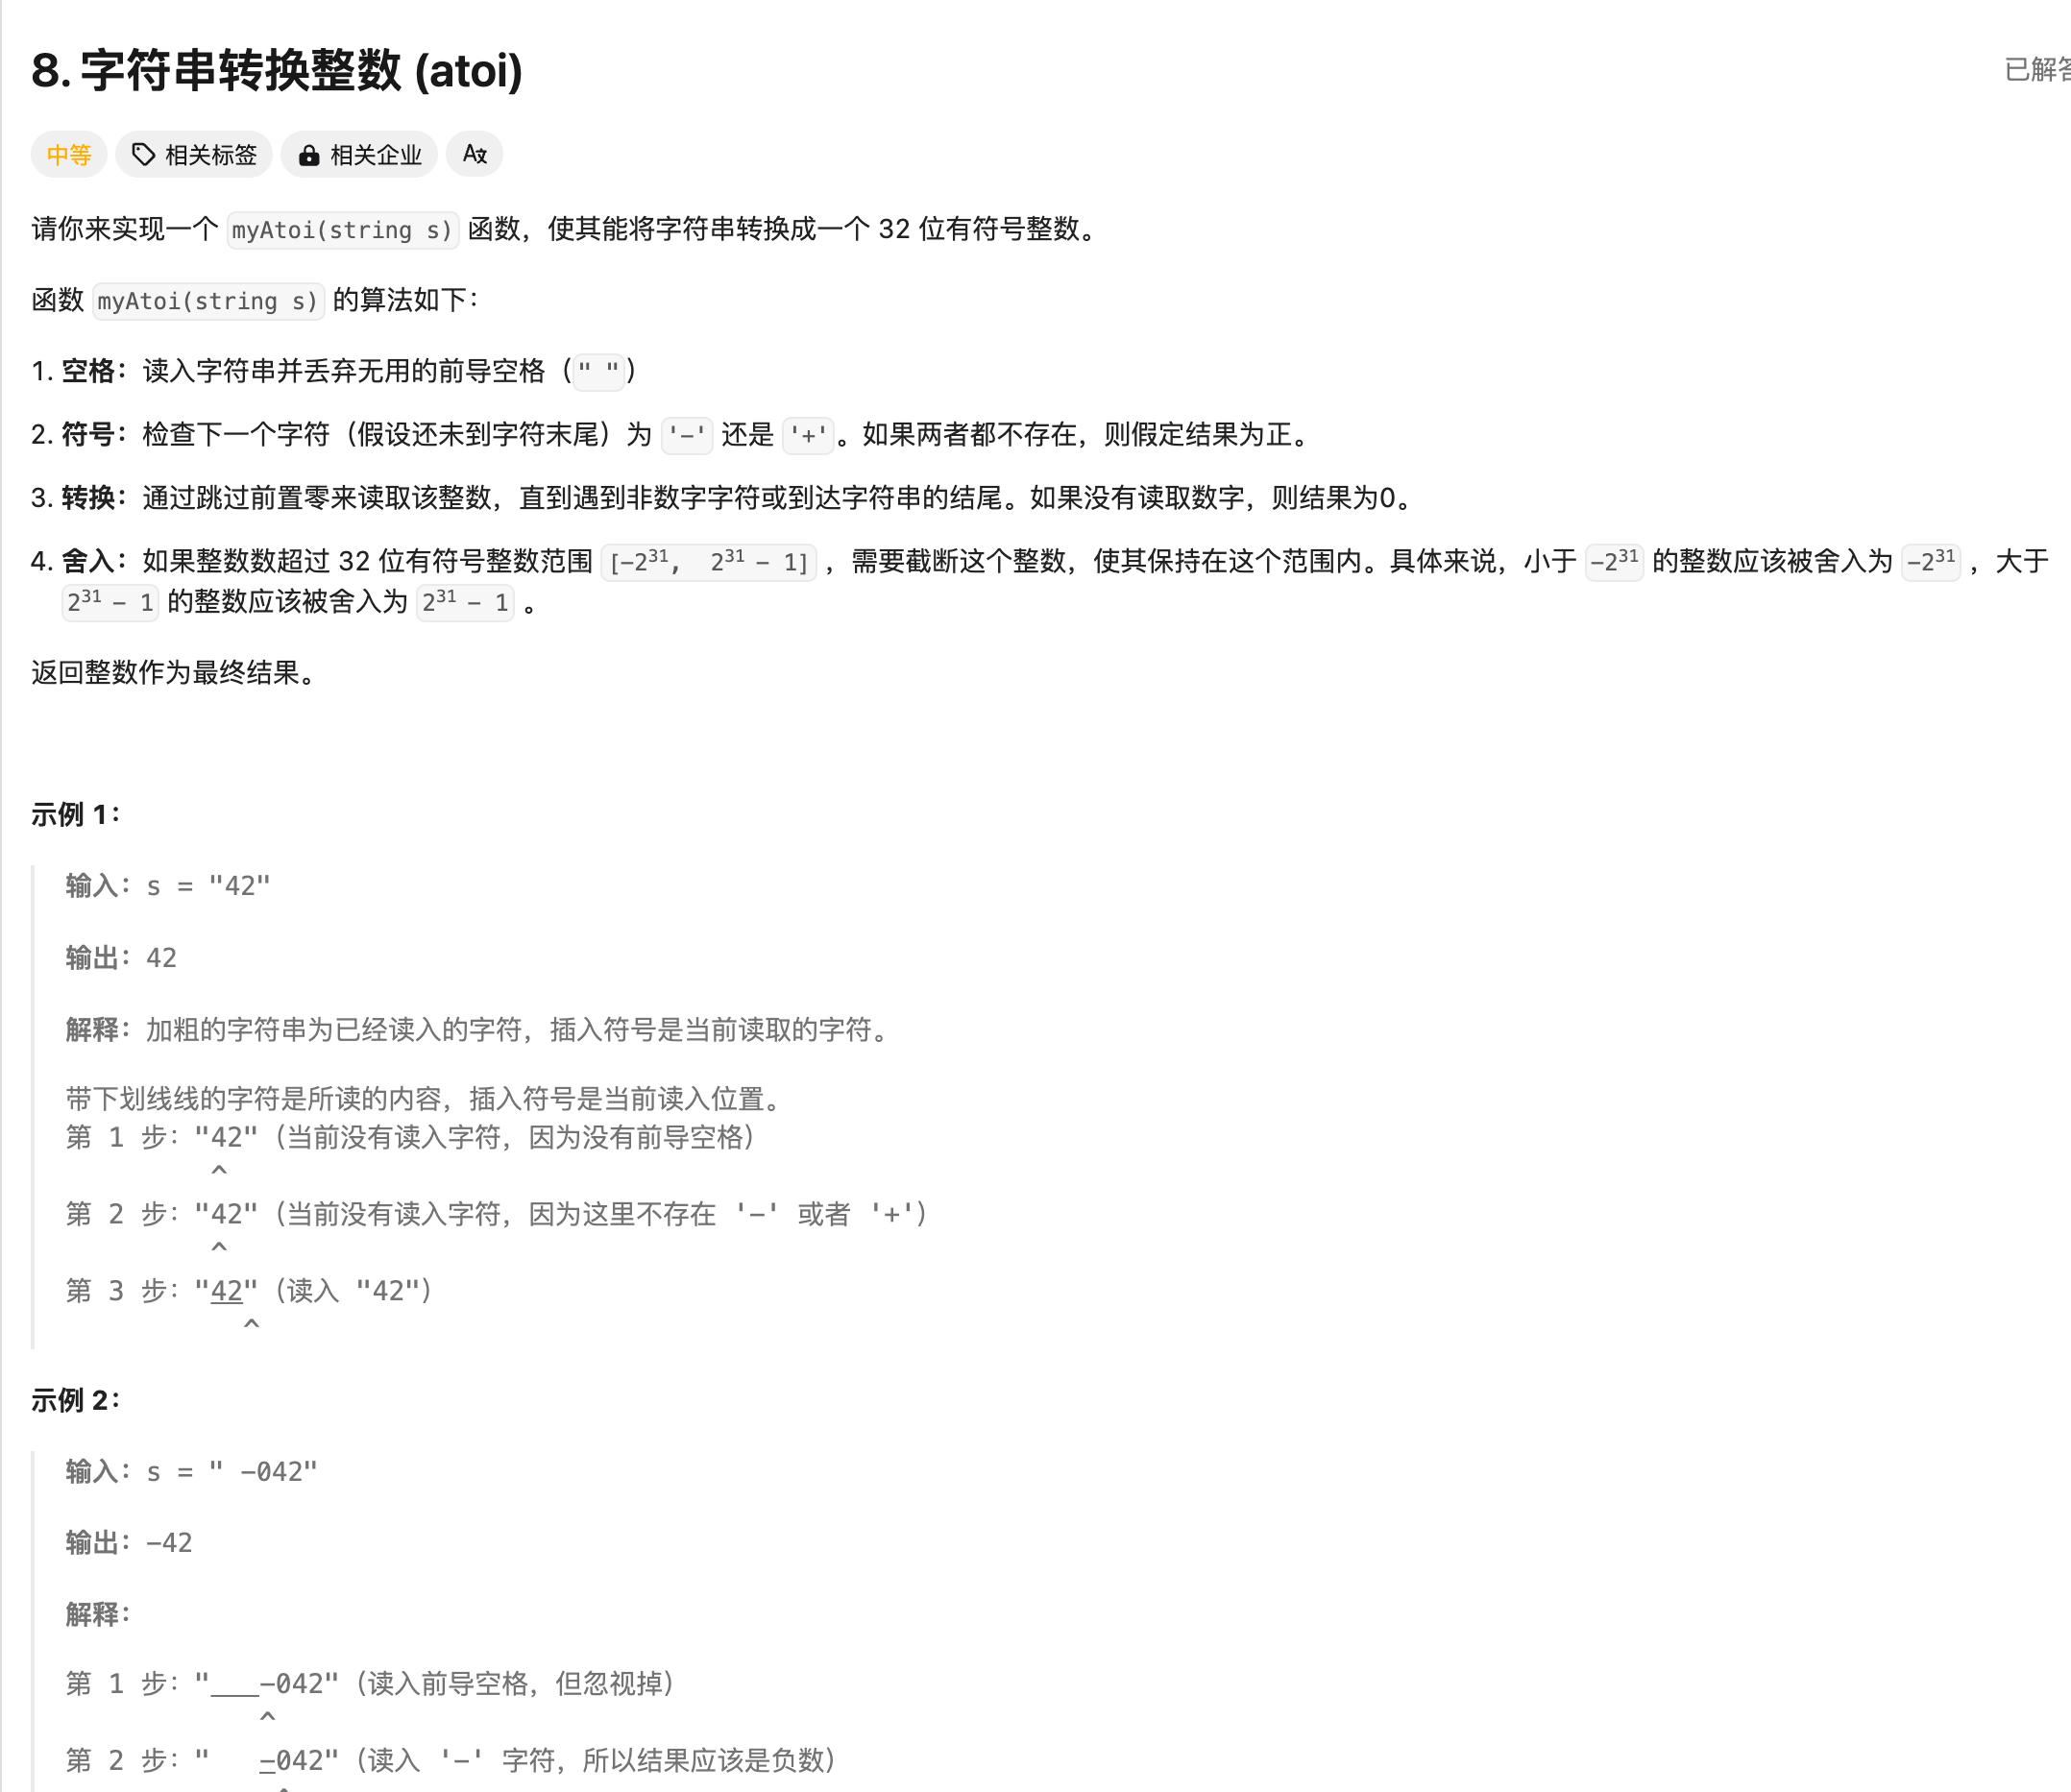 8. 字符串转换整数 (atoi)
已解答
中等 相关标签 相关企业
请你来实现一个 myAtoi(string s) 函数，使其能将字符串转换成一个 32 位有符号整数。
函数 myAtoi(string s) 的算法如下：
1. 空格：读入字符串并丢弃无用的前导空格（" "）
2. 符号：检查下一个字符（假设还未到字符末尾）为 '-' 还是 '+'。如果两者都不存在，则假定结果为正。
3. 转换：通过跳过前置零来读取该整数，直到遇到非数字字符或到达字符串的结尾。如果没有读取数字，则结果为0。
4. 舍入：如果整数数超过 32 位有符号整数范围 [−2³¹,  2³¹ − 1] ，需要截断这个整数，使其保持在这个范围内。具体来说，小于 −2³¹ 的整数应该被舍入为 −2³¹ ，大于
2³¹ − 1 的整数应该被舍入为 2³¹ − 1 。
返回整数作为最终结果。
示例 1：
输入：s = "42"
输出：42
解释：加粗的字符串为已经读入的字符，插入符号是当前读取的字符。
带下划线线的字符是所读的内容，插入符号是当前读入位置。
第 1 步："42"（当前没有读入字符，因为没有前导空格）
^
第 2 步："42"（当前没有读入字符，因为这里不存在 '-' 或者 '+'）
^
第 3 步："42"（读入 "42"）
^
示例 2：
输入：s = " -042"
输出：-42
解释：
第 1 步："___-042"（读入前导空格，但忽视掉）
^
第 2 步："   -042"（读入 '-' 字符，所以结果应该是负数）
^